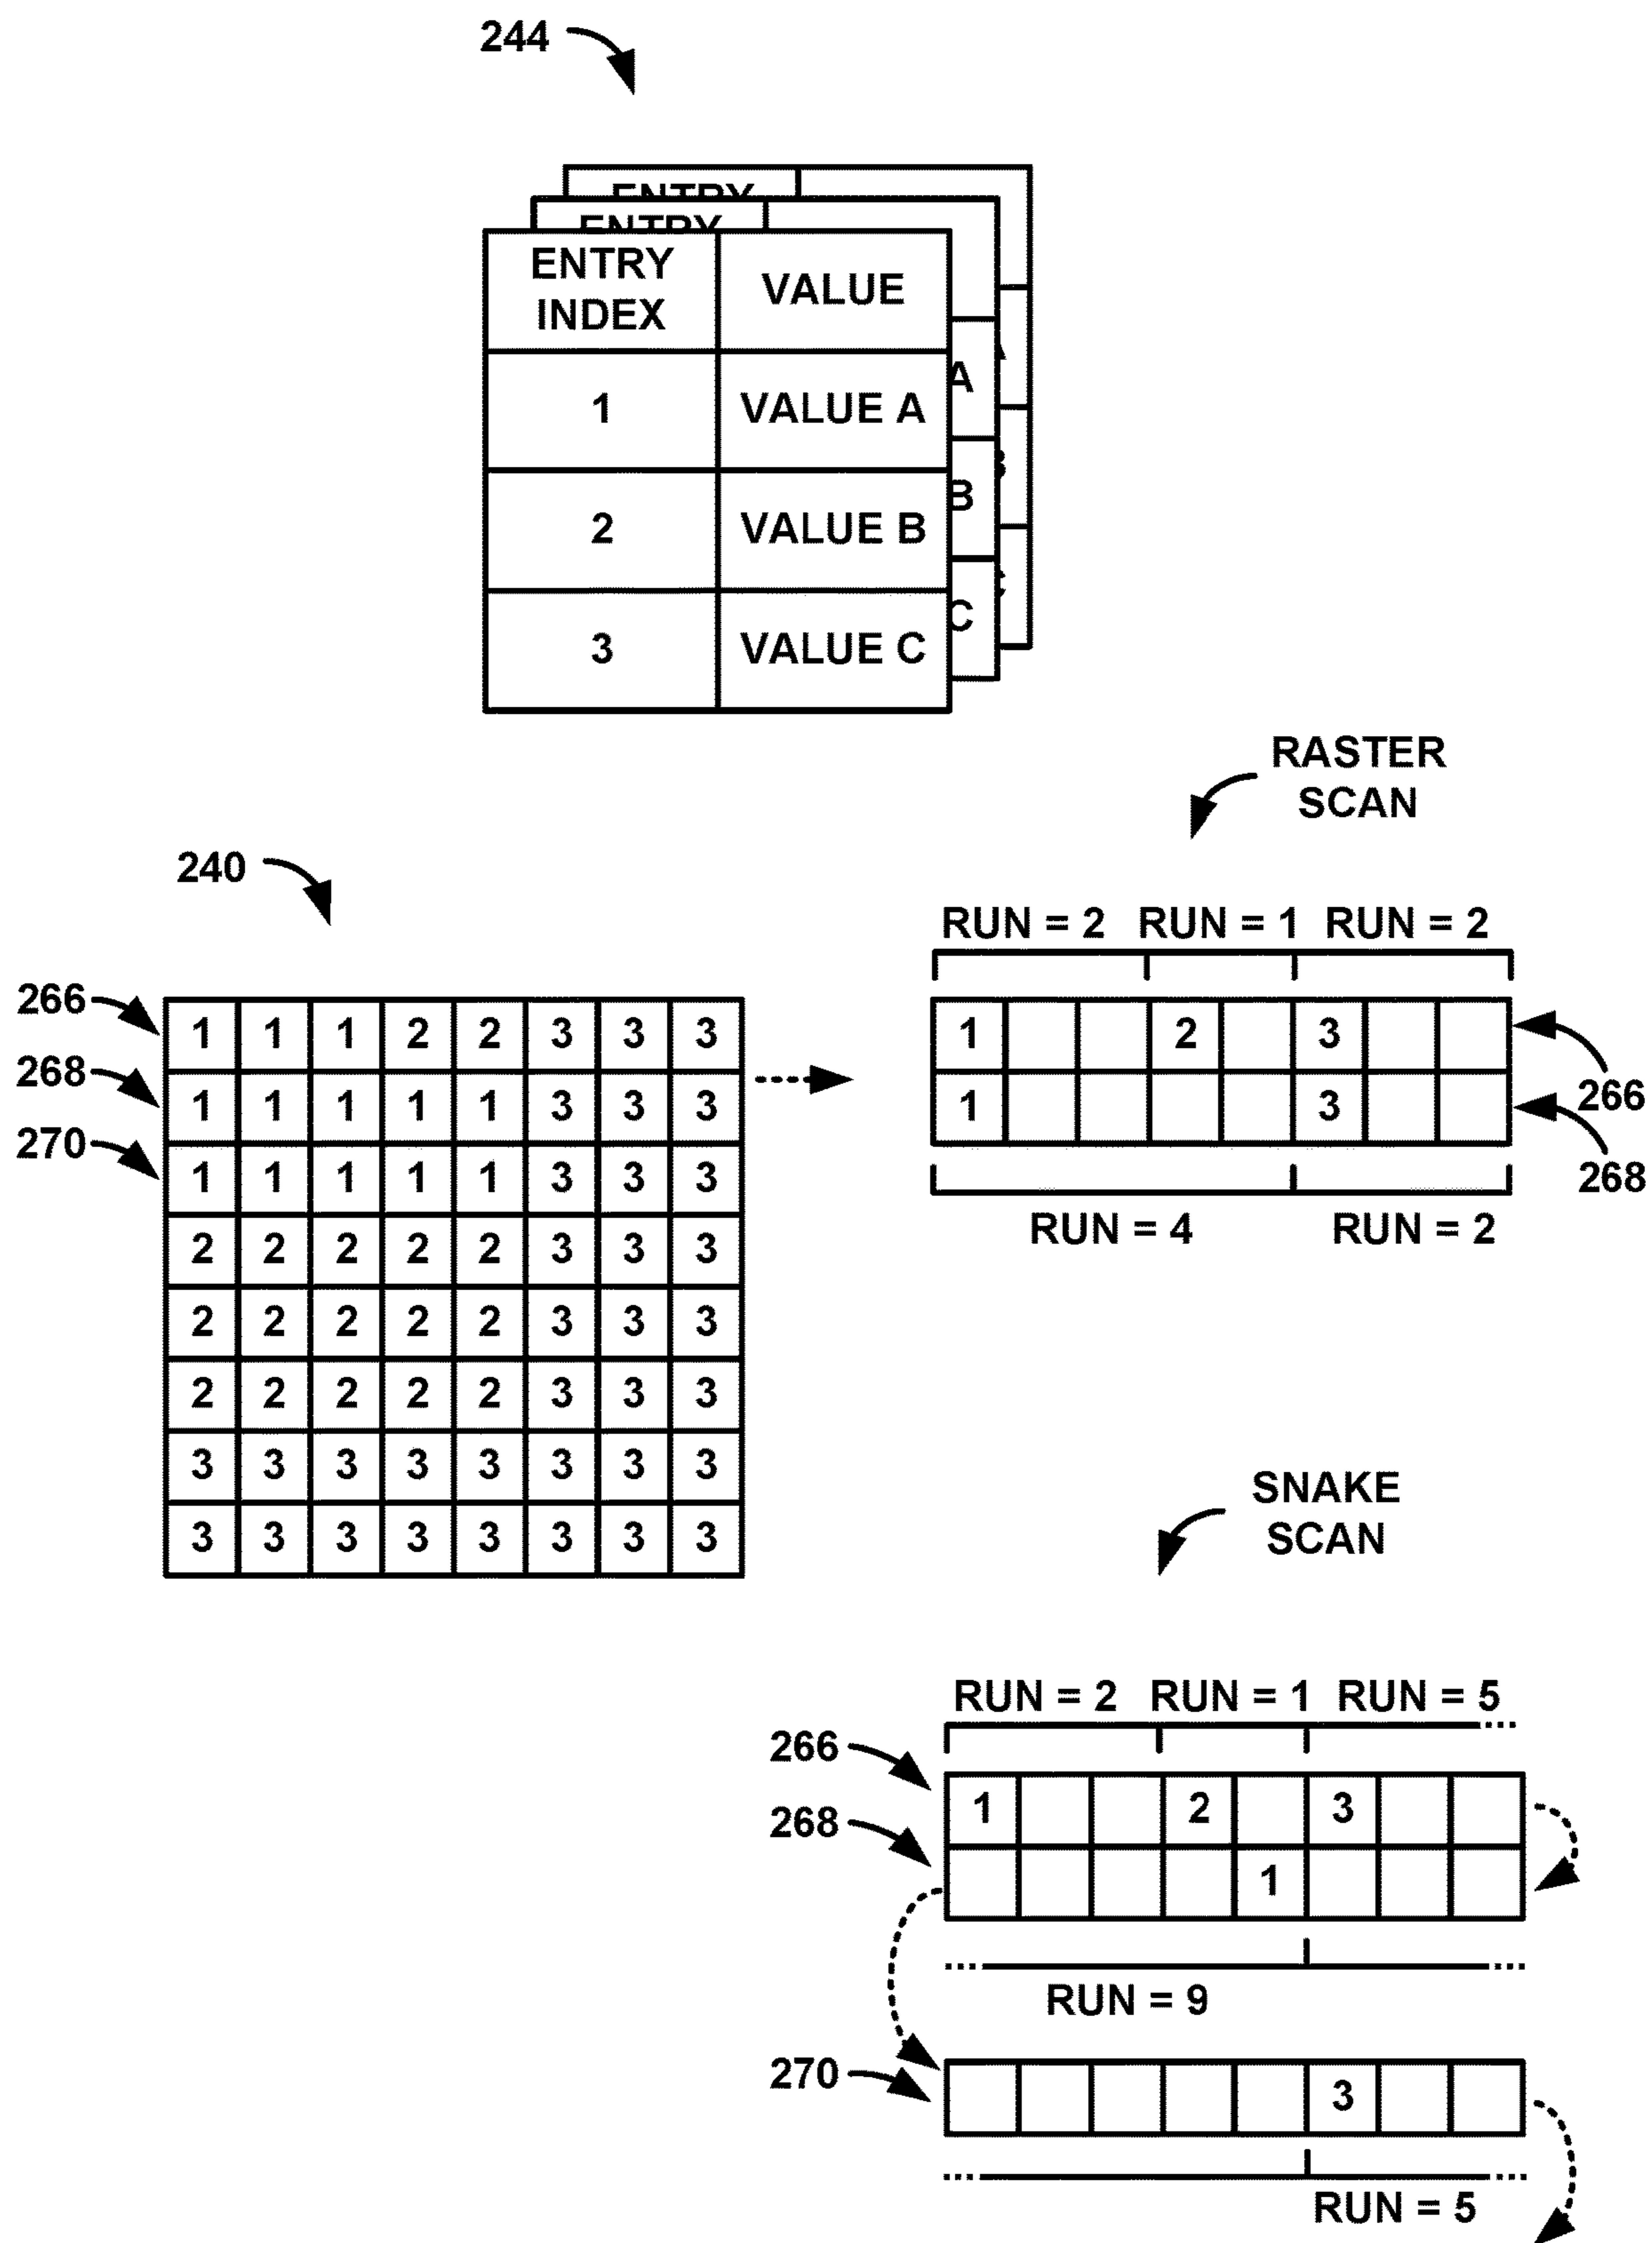 244
ENTRY
ENTRY
ENTRY INDEX VALUE
1 VALUE A A
2 VALUE B B B
3 VALUE C C
RASTER
SCAN
240
RUN = 2 RUN = 1 RUN = 2
266 1 1 1 2 2 3 3 3
268 1 1 1 1 1 3 3 3
270 1 1 1 1 1 3 3 3
2 2 2 2 2 3 3 3
2 2 2 2 2 3 3 3
2 2 2 2 2 3 3 3
3 3 3 3 3 3 3 3
3 3 3 3 3 3 3 3
1 2 3 266
1 3 268
RUN = 4 RUN = 2
SNAKE
SCAN
RUN = 2 RUN = 1 RUN = 5
266 1 2 3
268 1
RUN = 9
270 3
RUN = 5